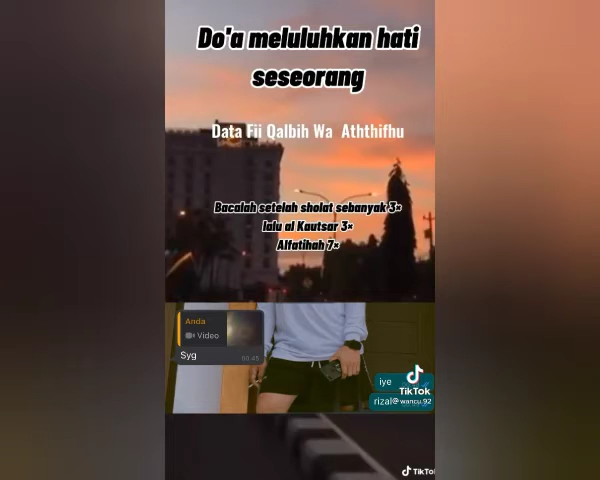 Do'a meluluhkan hati
seseorang
Data Fii Qalbih Wa Aththifhu
Bacalah setelah sholat sebanyak 3×
lalu al Kautsar 3×
Alfatihah 7×
Anda
Video
Syg
iye
TikTok
rizal@wancu.92
TikTok